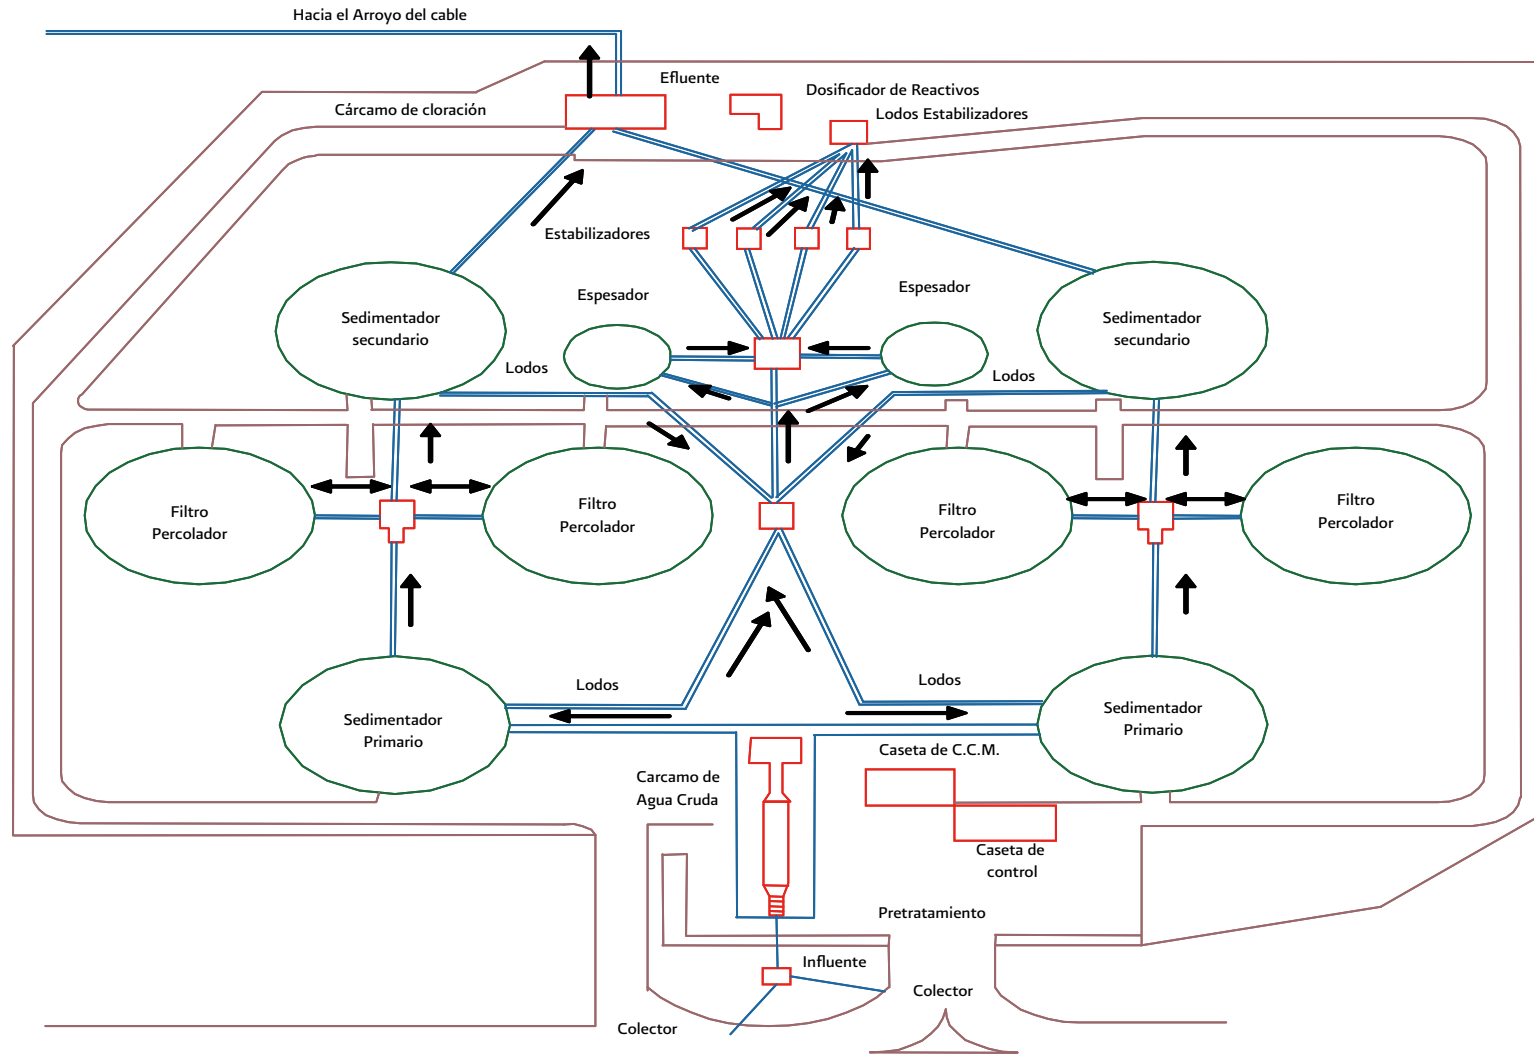 Hacia el Arroyo del cable
Efluente
Dosificador de Reactivos
Cárcamo de cloración
Lodos Estabilizadores
Estabilizadores
Espesador
Espesador
Sedimentador
secundario
Sedimentador
secundario
Lodos
Lodos
Filtro
Percolador
Filtro
Percolador
Filtro
Percolador
Filtro
Percolador
Lodos
Lodos
Sedimentador
Primario
Sedimentador
Primario
Caseta de C.C.M.
Carcamo de
Agua Cruda
Caseta de
control
Pretratamiento
Influente
Colector
Colector